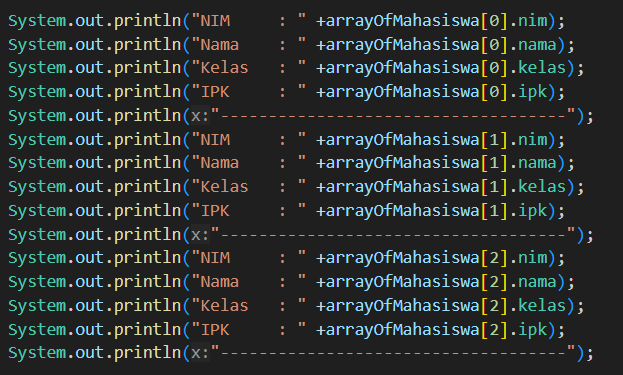 System.out.println("NIM    : " +arrayOfMahasiswa[0].nim);
System.out.println("Nama   : " +arrayOfMahasiswa[0].nama);
System.out.println("Kelas  : " +arrayOfMahasiswa[0].kelas);
System.out.println("IPK    : " +arrayOfMahasiswa[0].ipk);
System.out.println(x:"------------------------------------");
System.out.println("NIM    : " +arrayOfMahasiswa[1].nim);
System.out.println("Nama   : " +arrayOfMahasiswa[1].nama);
System.out.println("Kelas  : " +arrayOfMahasiswa[1].kelas);
System.out.println("IPK    : " +arrayOfMahasiswa[1].ipk);
System.out.println(x:"------------------------------------");
System.out.println("NIM    : " +arrayOfMahasiswa[2].nim);
System.out.println("Nama   : " +arrayOfMahasiswa[2].nama);
System.out.println("Kelas  : " +arrayOfMahasiswa[2].kelas);
System.out.println("IPK    : " +arrayOfMahasiswa[2].ipk);
System.out.println(x:"------------------------------------");